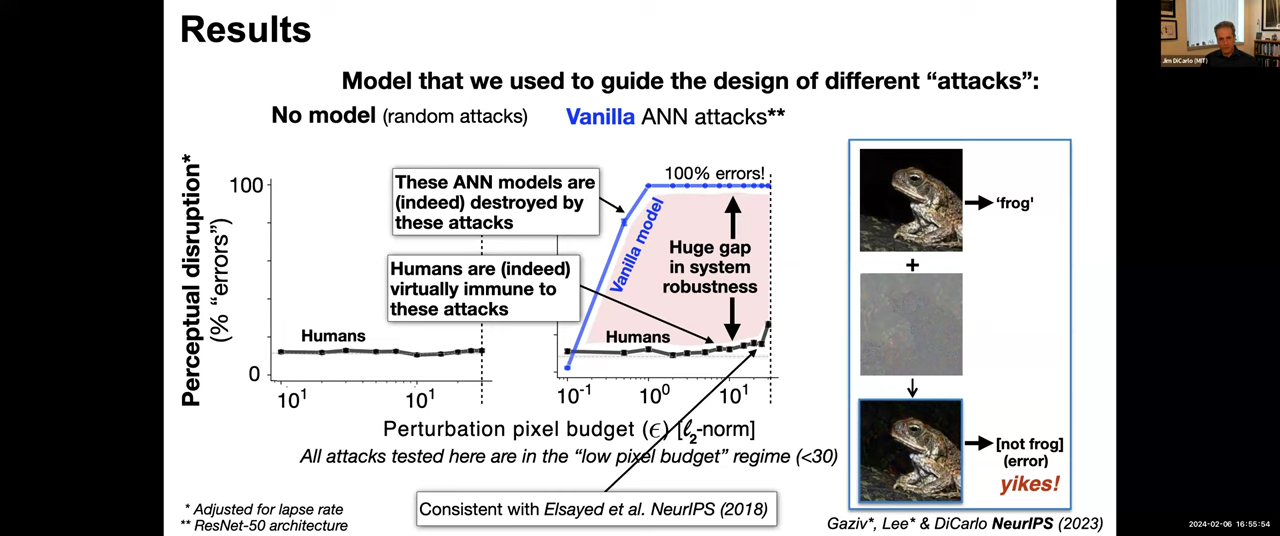 Results
Jim DiCarlo (MIT)
Model that we used to guide the design of different “attacks”:
No model (random attacks)
Vanilla ANN attacks**
Perceptual disruption*
(% “errors”)
100
0
Humans
10¹
10¹
These ANN models are
(indeed) destroyed by
these attacks
Humans are (indeed)
virtually immune to
these attacks
100% errors!
Vanilla model
Huge gap
in system
robustness
Humans
10⁻¹
10⁰
10¹
Perturbation pixel budget (ϵ) [ℓ₂-norm]
All attacks tested here are in the “low pixel budget” regime (<30)
Consistent with Elsayed et al. NeurIPS (2018)
‘frog'
+
[not frog]
(error)
yikes!
* Adjusted for lapse rate
** ResNet-50 architecture
Gaziv*, Lee* & DiCarlo NeurIPS (2023)
2024-02-06 16:55:54